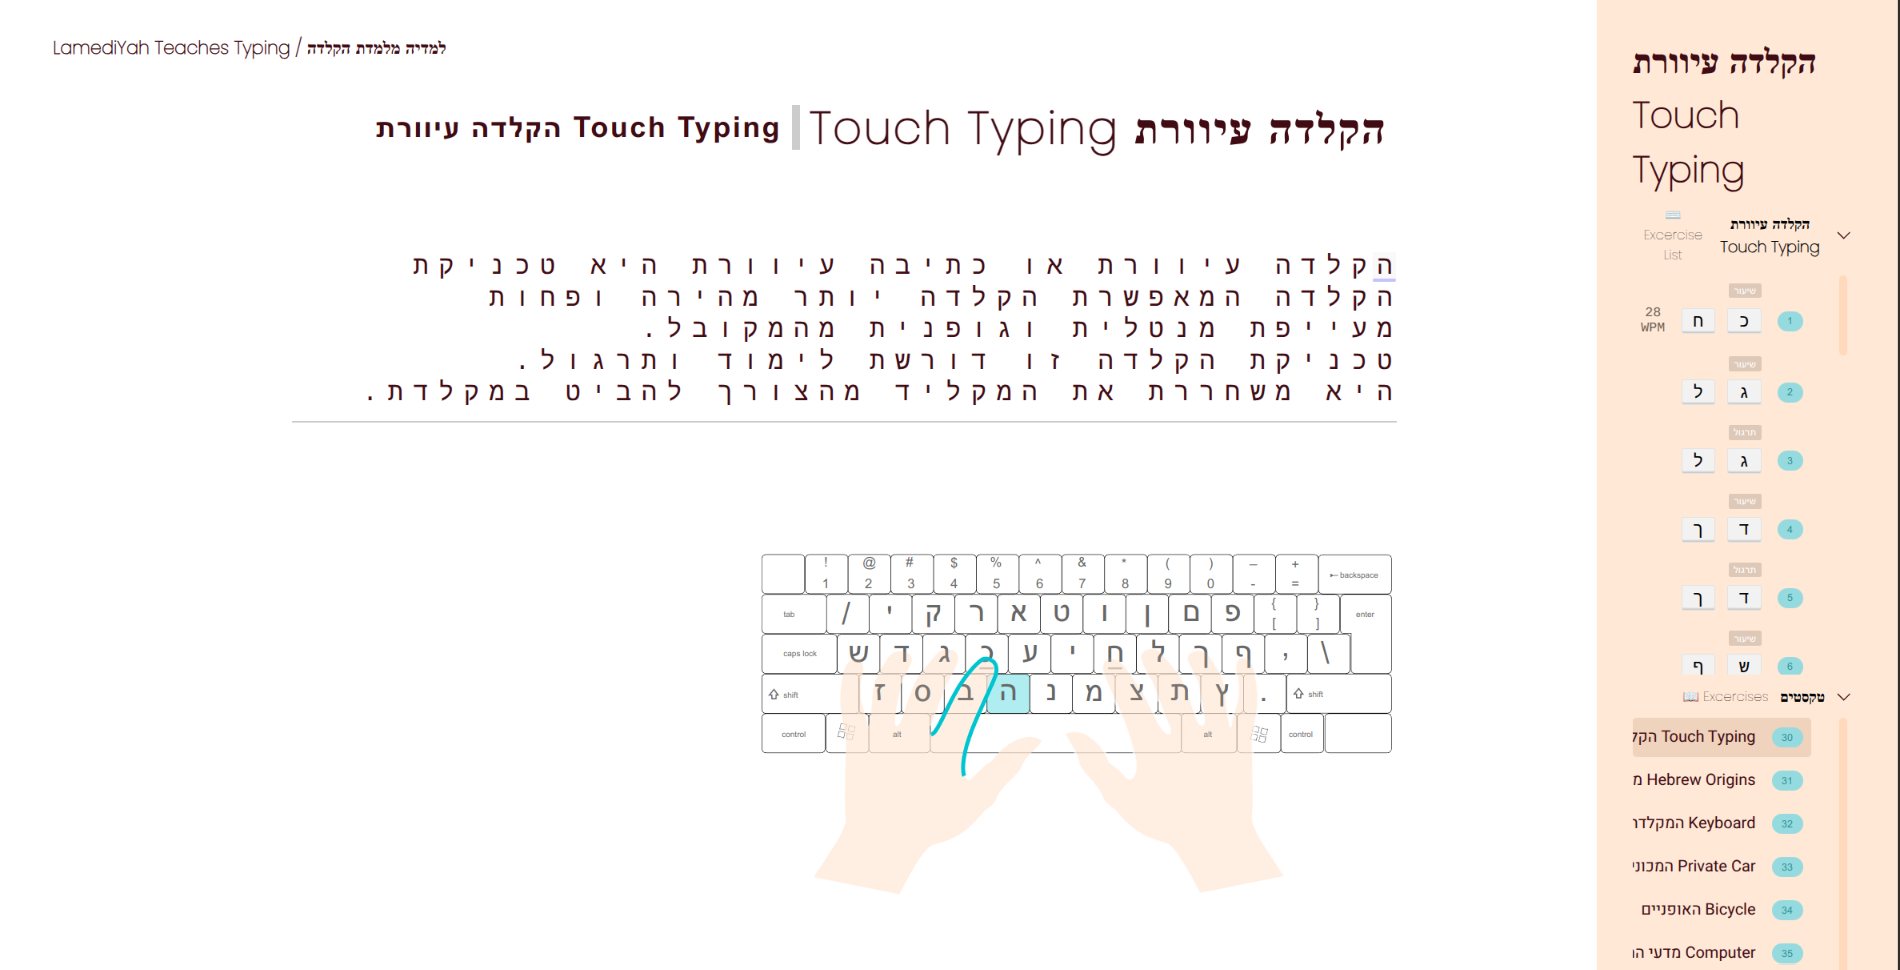 LamediYah Teaches Typing / למדיה מלמדת הקלדה
הקלדה עיוורת Touch Typing
הקלדה עיוורת Touch Typing
הקלדה עיוורת או כתיבה עיוורת היא טכניקת
הקלדה המאפשרת הקלדה יותר מהירה ופחות
מעייפת מנטלית וגופנית מהמקובל.
טכניקת הקלדה זו דורשת לימוד ותרגול.
היא משחררת את המקליד מהצורך להביט במקלדת.
! @ # $ % ^ & * ( ) – +
1 2 3 4 5 6 7 8 9 0 - = backspace
tab / ' ק ר א ט ו ן ם פ { [ } ] enter
caps lock ש ד ג כ ע י ח ל ך ף , \
shift ז ס ב ה נ מ צ ת ץ . shift
control alt alt control
הקלדה עיוורת
Touch
Typing
הקלדה עיוורת
Touch Typing
Excercise
List
שיעור
1 כ ח 28 WPM
שיעור
2 ג ל
תרגול
3 ג ל
שיעור
4 ד ך
תרגול
5 ד ך
שיעור
6 ש ף
טקסטים Excercises
30 Touch Typing הקל
31 Hebrew Origins מ
32 Keyboard המקלדת
33 Private Car המכוני
34 Bicycle האופניים
35 Computer מדעי המ